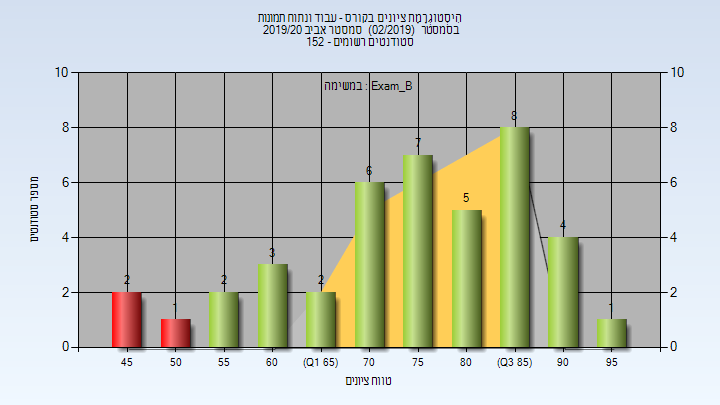 היסטוגרמת ציונים בקורס - עבוד ונתוח תמונות
בסמסטר (02/2019) סמסטר אביב 2019/20
סטודנטים רשומים - 152
במשימה : Exam_B
מספר סטודנטים
10 10
8 8
6 6
4 4
2 2
0 0
2 1 2 3 2 6 7 5 8 4 1
45 50 55 60 (Q1 65) 70 75 80 (Q3 85) 90 95
טווח ציונים